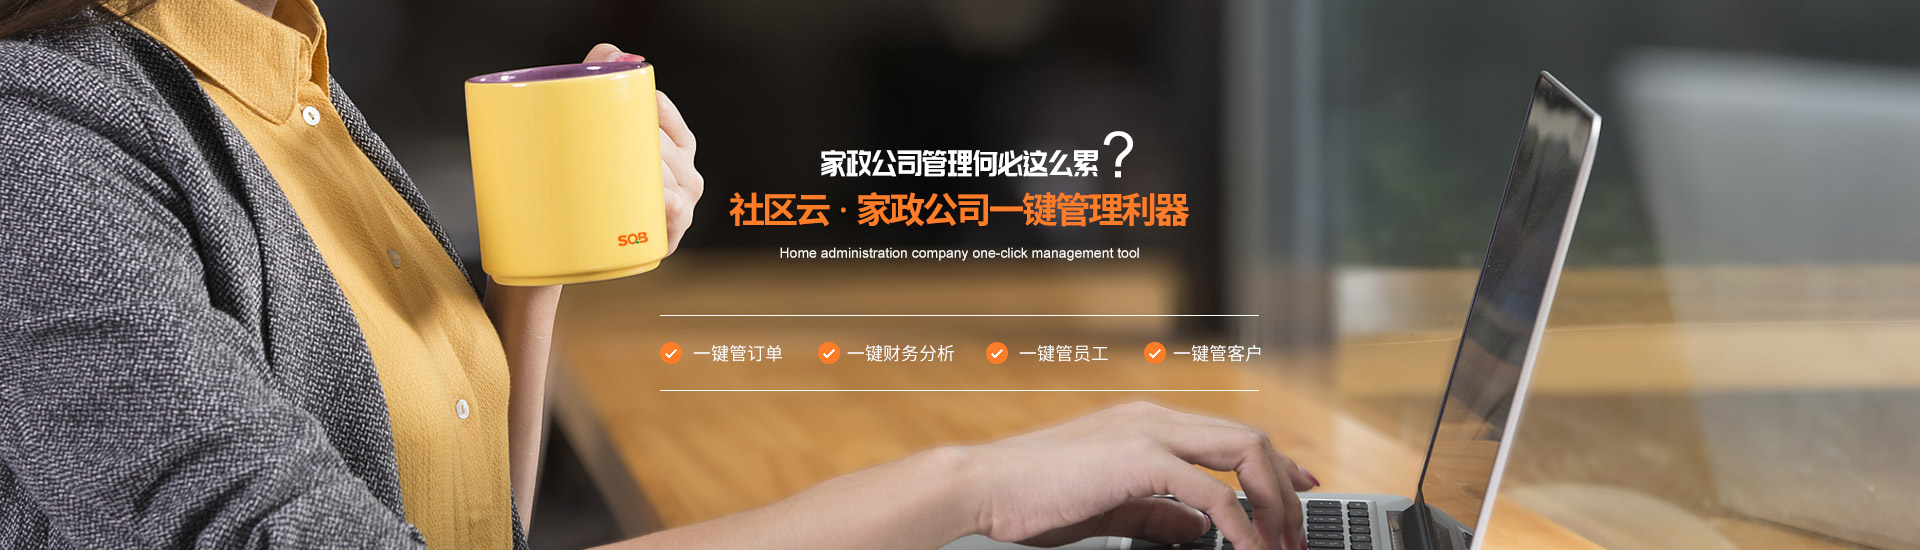 家政公司管理何必这么累?
社区云·家政公司一键管理利器
Home administration company one-click management tool
一键管订单 一键财务分析 一键管员工 一键管客户
SQB